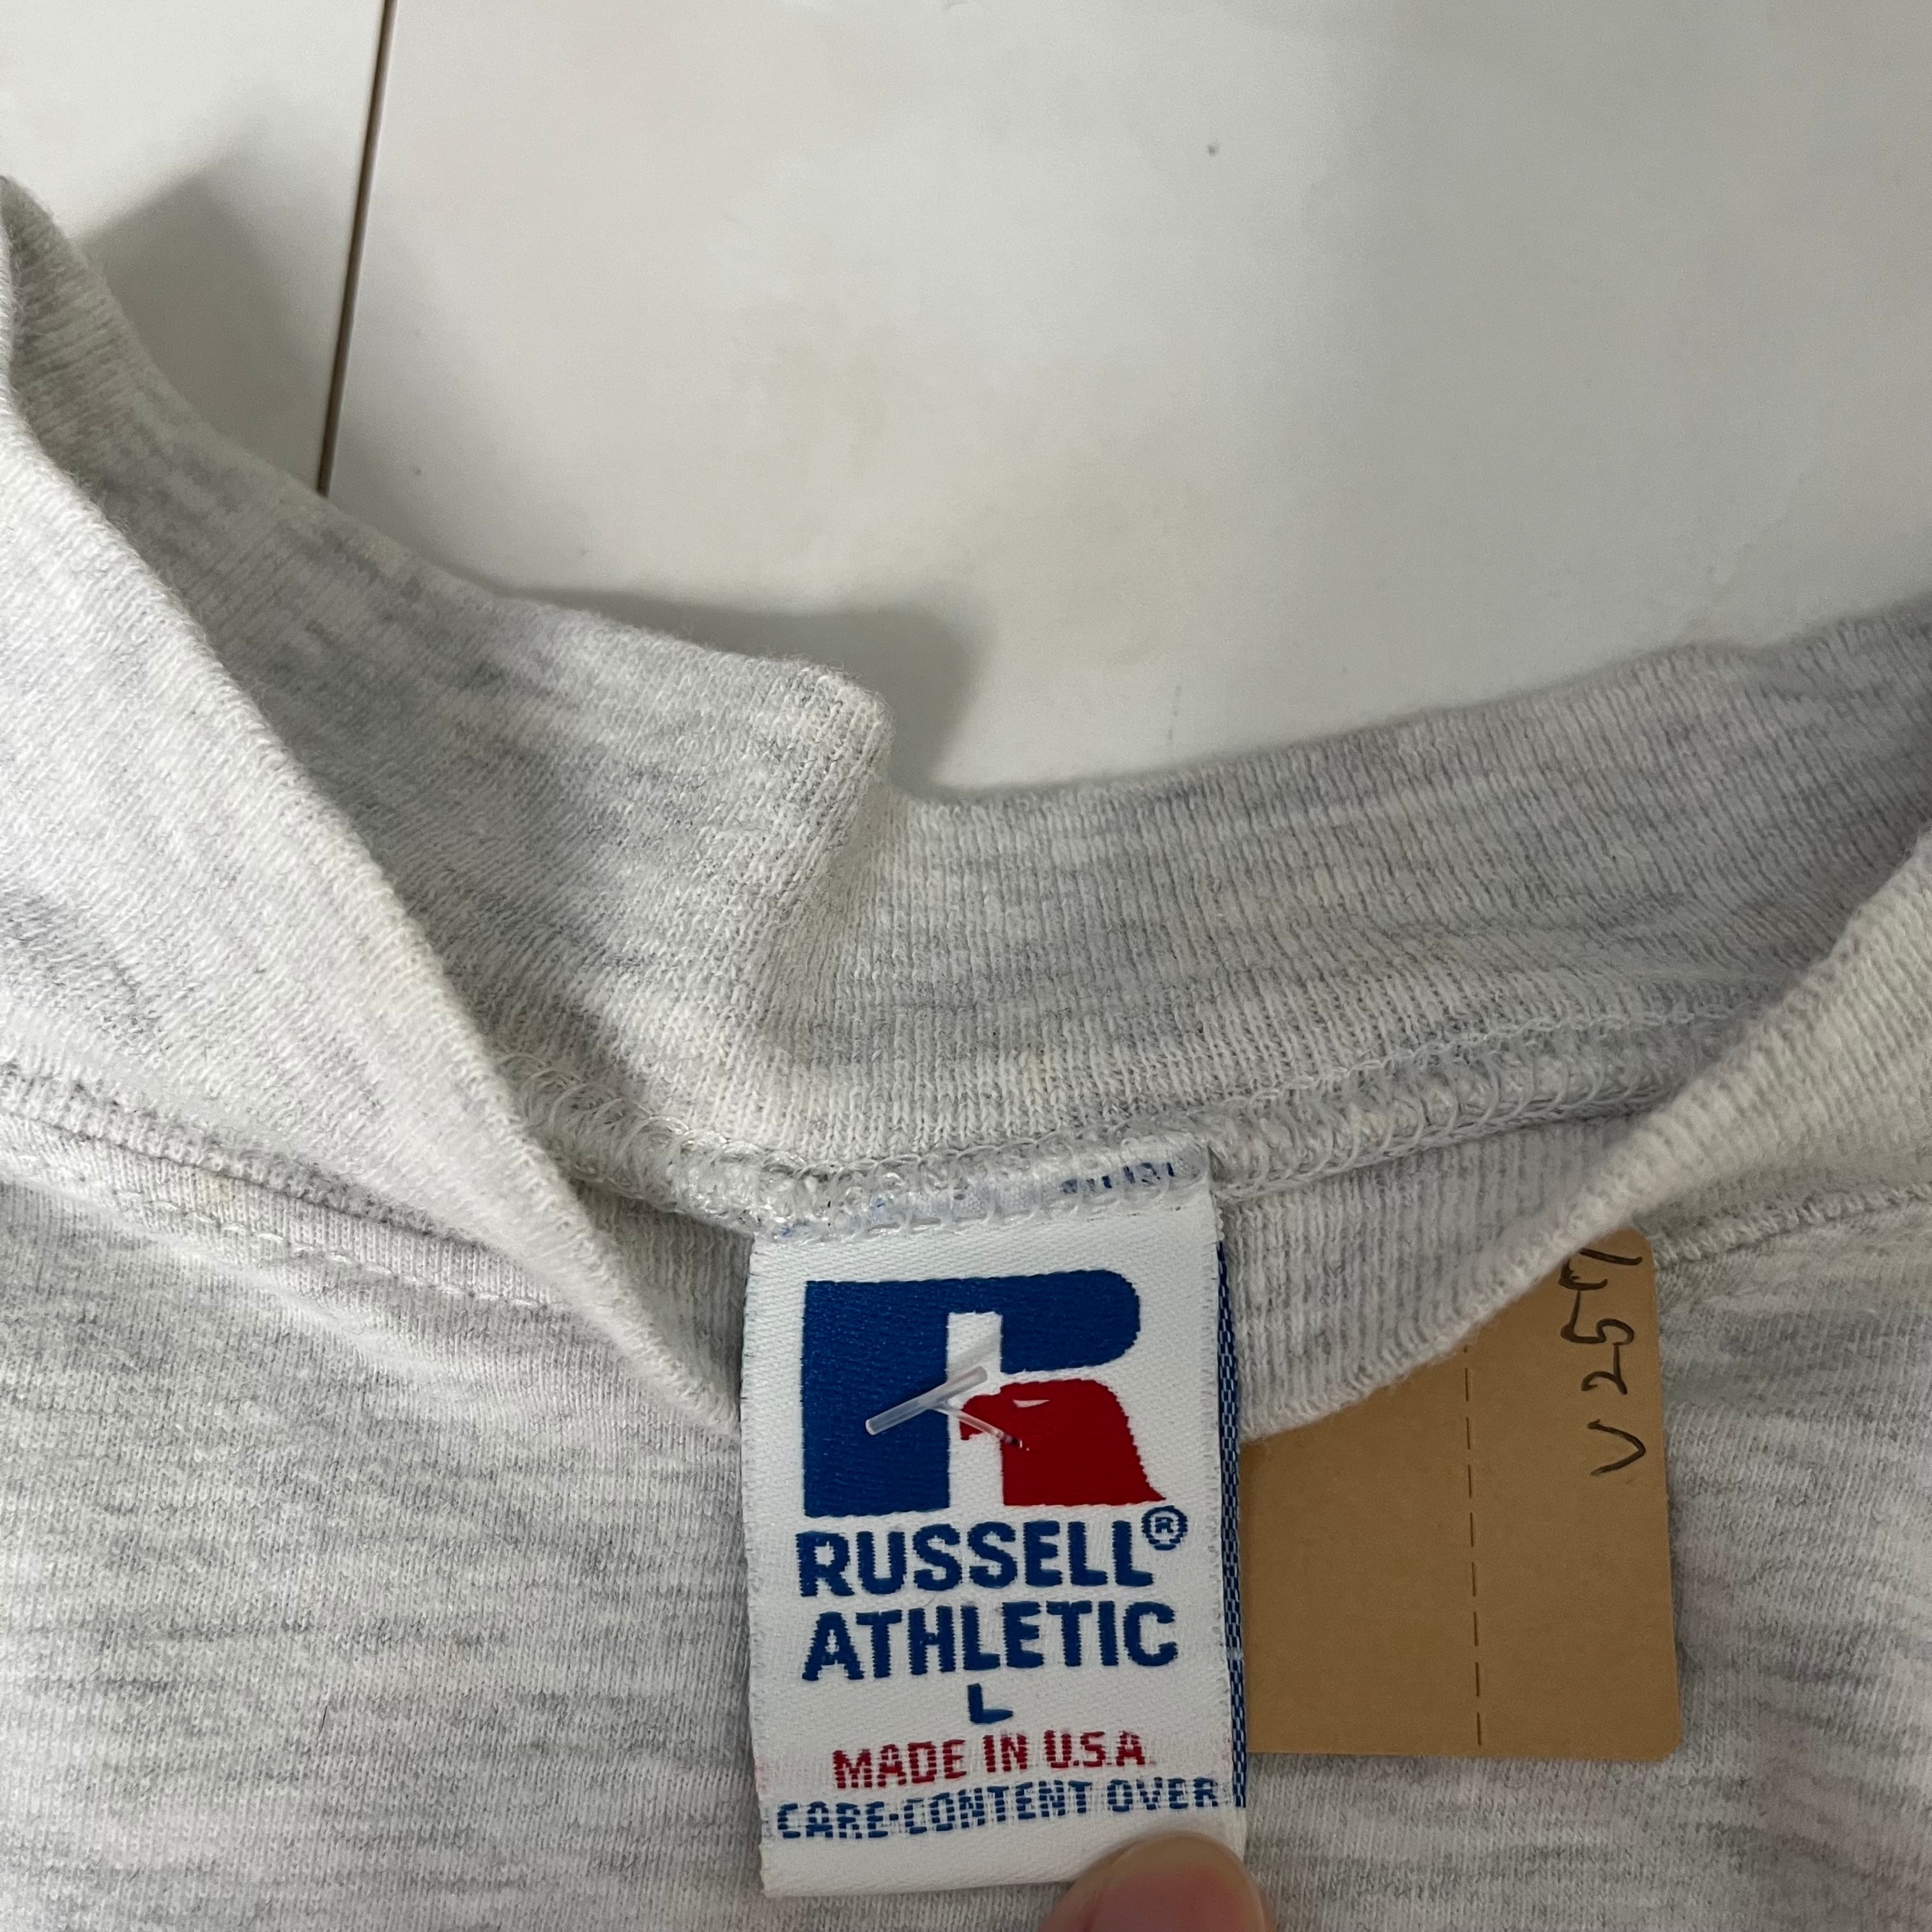 RUSSELL®
ATHLETIC
L
MADE IN U.S.A.
CARE-CONTENT OVER